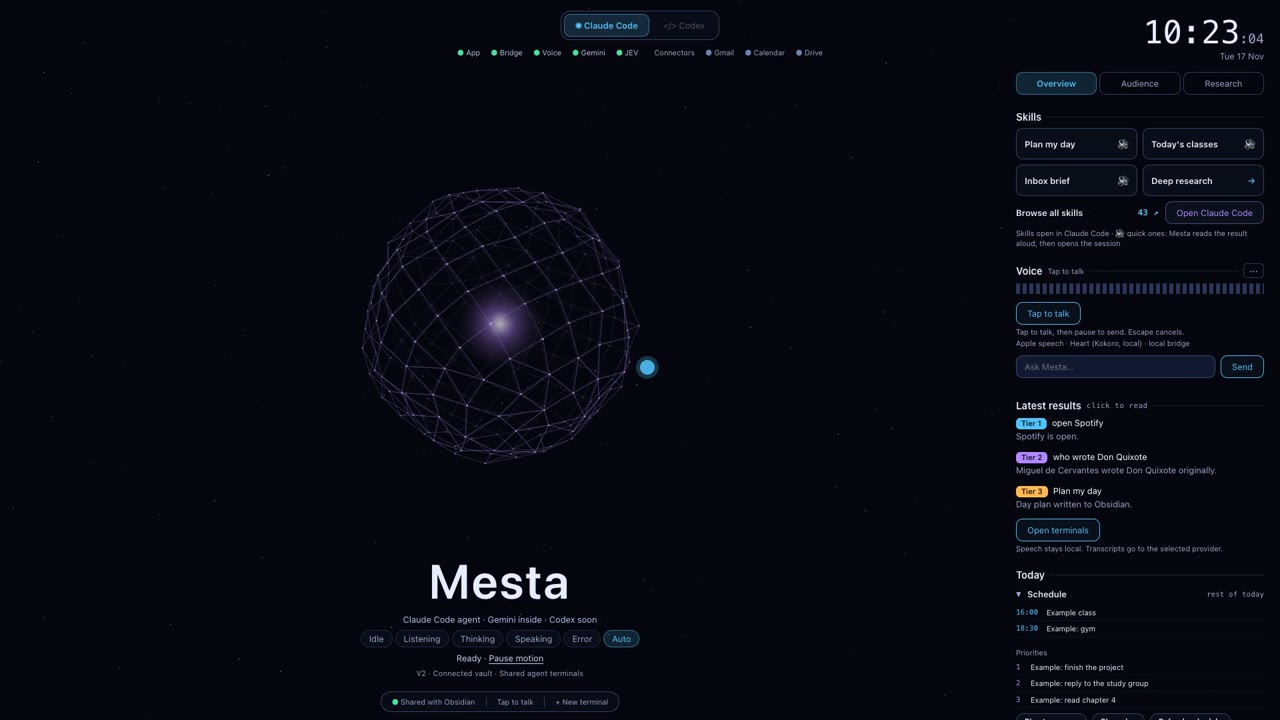 Claude Code
</> Codex
App Bridge Voice Gemini JEV Connectors Gmail Calendar Drive
10:23:04
Tue 17 Nov
Overview Audience Research
Skills
Plan my day Today's classes
Inbox brief Deep research →
Browse all skills 43 ↗ Open Claude Code
Skills open in Claude Code · 🔊 quick ones: Mesta reads the result
aloud, then opens the session
Voice Tap to talk ...
Tap to talk
Tap to talk, then pause to send. Escape cancels.
Apple speech · Heart (Kokoro, local) · local bridge
Ask Mesta... Send
Latest results click to read
Tier 1 open Spotify
Spotify is open.
Tier 2 who wrote Don Quixote
Miguel de Cervantes wrote Don Quixote originally.
Tier 3 Plan my day
Day plan written to Obsidian.
Open terminals
Speech stays local. Transcripts go to the selected provider.
Today
▼ Schedule rest of today
16:00 Example class
18:30 Example: gym
Priorities
1 Example: finish the project
2 Example: reply to the study group
3 Example: read chapter 4
Mesta
Claude Code agent · Gemini inside · Codex soon
Idle Listening Thinking Speaking Error Auto
Ready · Pause motion
V2 · Connected vault · Shared agent terminals
Shared with Obsidian | Tap to talk | + New terminal